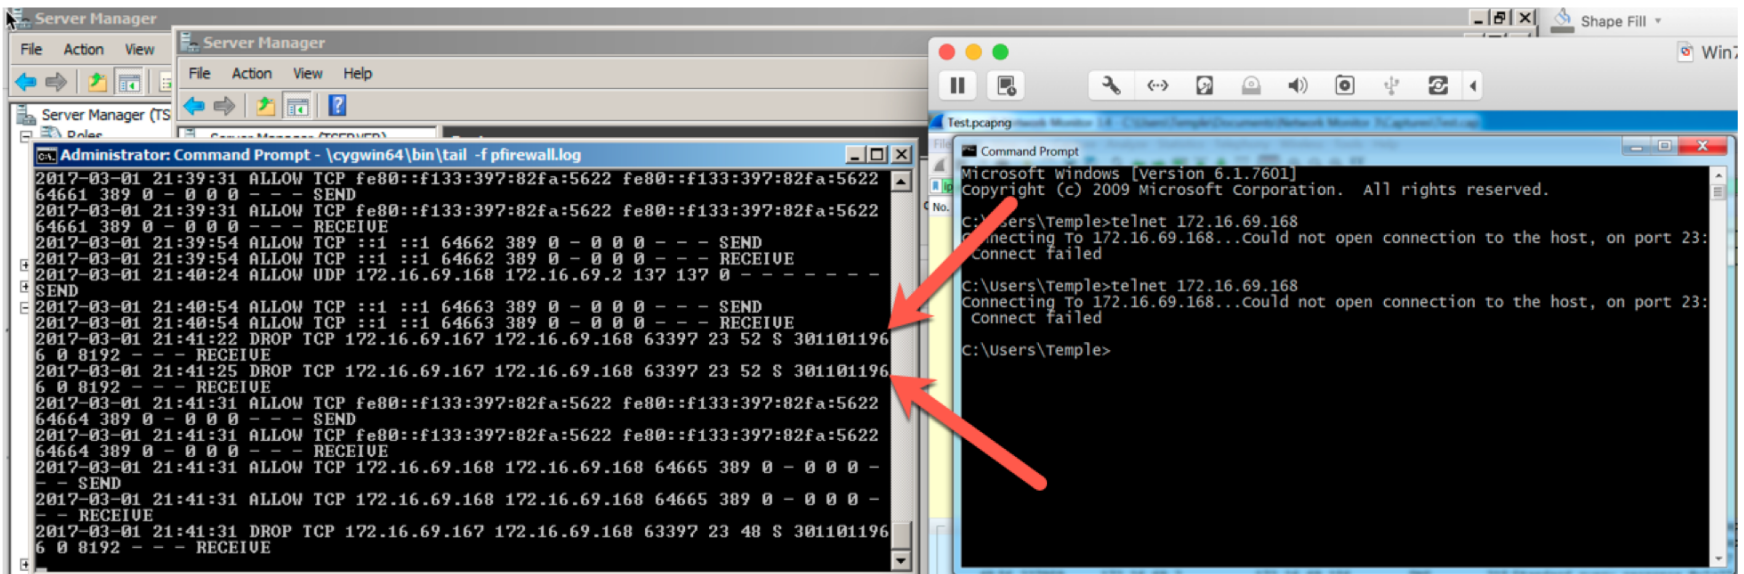 Server Manager
Shape Fill
File Action View
Server Manager
File Action View Help
Server Manager (TS
Roles
Server Manager (TSERVER)
Administrator: Command Prompt - \cygwin64\bin\tail -f pfirewall.log
2017-03-01 21:39:31 ALLOW TCP fe80::f133:397:82fa:5622 fe80::f133:397:82fa:5622
64661 389 0 - 0 0 0 - - - SEND
2017-03-01 21:39:31 ALLOW TCP fe80::f133:397:82fa:5622 fe80::f133:397:82fa:5622
64661 389 0 - 0 0 0 - - - RECEIVE
2017-03-01 21:39:54 ALLOW TCP ::1 ::1 64662 389 0 - 0 0 0 - - - SEND
2017-03-01 21:39:54 ALLOW TCP ::1 ::1 64662 389 0 - 0 0 0 - - - RECEIVE
2017-03-01 21:40:24 ALLOW UDP 172.16.69.168 172.16.69.2 137 137 0 - - - - - - -
SEND
2017-03-01 21:40:54 ALLOW TCP ::1 ::1 64663 389 0 - 0 0 0 - - - SEND
2017-03-01 21:40:54 ALLOW TCP ::1 ::1 64663 389 0 - 0 0 0 - - - RECEIVE
2017-03-01 21:41:22 DROP TCP 172.16.69.167 172.16.69.168 63397 23 52 S 301101196
6 0 8192 - - - RECEIVE
2017-03-01 21:41:25 DROP TCP 172.16.69.167 172.16.69.168 63397 23 52 S 301101196
6 0 8192 - - - RECEIVE
2017-03-01 21:41:31 ALLOW TCP fe80::f133:397:82fa:5622 fe80::f133:397:82fa:5622
64664 389 0 - 0 0 0 - - - SEND
2017-03-01 21:41:31 ALLOW TCP fe80::f133:397:82fa:5622 fe80::f133:397:82fa:5622
64664 389 0 - 0 0 0 - - - RECEIVE
2017-03-01 21:41:31 ALLOW TCP 172.16.69.168 172.16.69.168 64665 389 0 - 0 0 0 -
- - SEND
2017-03-01 21:41:31 ALLOW TCP 172.16.69.168 172.16.69.168 64665 389 0 - 0 0 0 -
- - RECEIVE
2017-03-01 21:41:31 DROP TCP 172.16.69.167 172.16.69.168 63397 23 48 S 301101196
6 0 8192 - - - RECEIVE
Win7
Test.pcapng
No.
Command Prompt
Microsoft Windows [Version 6.1.7601]
Copyright (c) 2009 Microsoft Corporation. All rights reserved.
C:\Users\Temple>telnet 172.16.69.168
Connecting To 172.16.69.168...Could not open connection to the host, on port 23:
Connect failed
C:\Users\Temple>telnet 172.16.69.168
Connecting To 172.16.69.168...Could not open connection to the host, on port 23:
Connect failed
C:\Users\Temple>